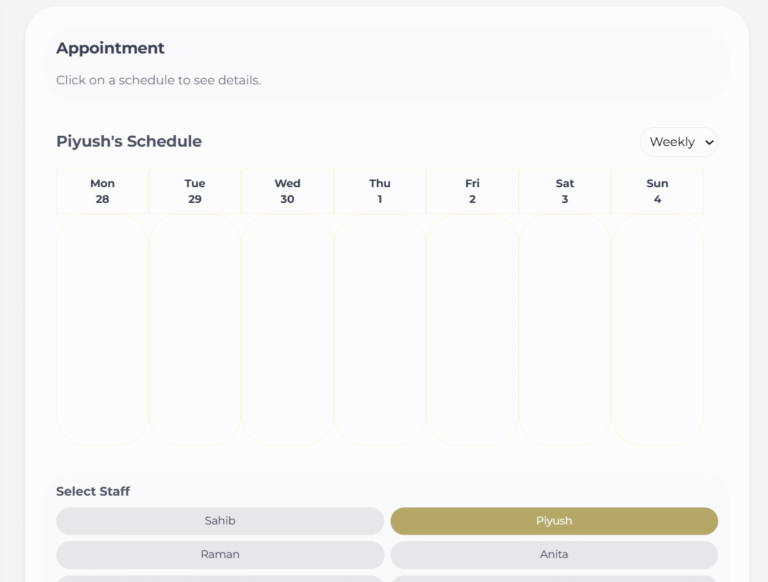 Appointment
Click on a schedule to see details.
Piyush's Schedule
Weekly
Mon Tue Wed Thu Fri Sat Sun
28 29 30 1 2 3 4
Select Staff
Sahib Piyush
Raman Anita